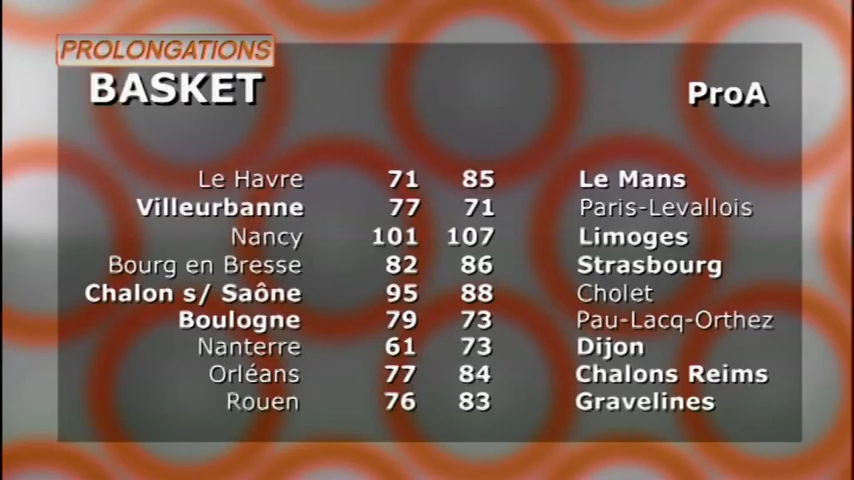 PROLONGATIONS
BASKET ProA
Le Havre 71 85 Le Mans
Villeurbanne 77 71 Paris-Levallois
Nancy 101 107 Limoges
Bourg en Bresse 82 86 Strasbourg
Chalon s/ Saône 95 88 Cholet
Boulogne 79 73 Pau-Lacq-Orthez
Nanterre 61 73 Dijon
Orléans 77 84 Chalons Reims
Rouen 76 83 Gravelines